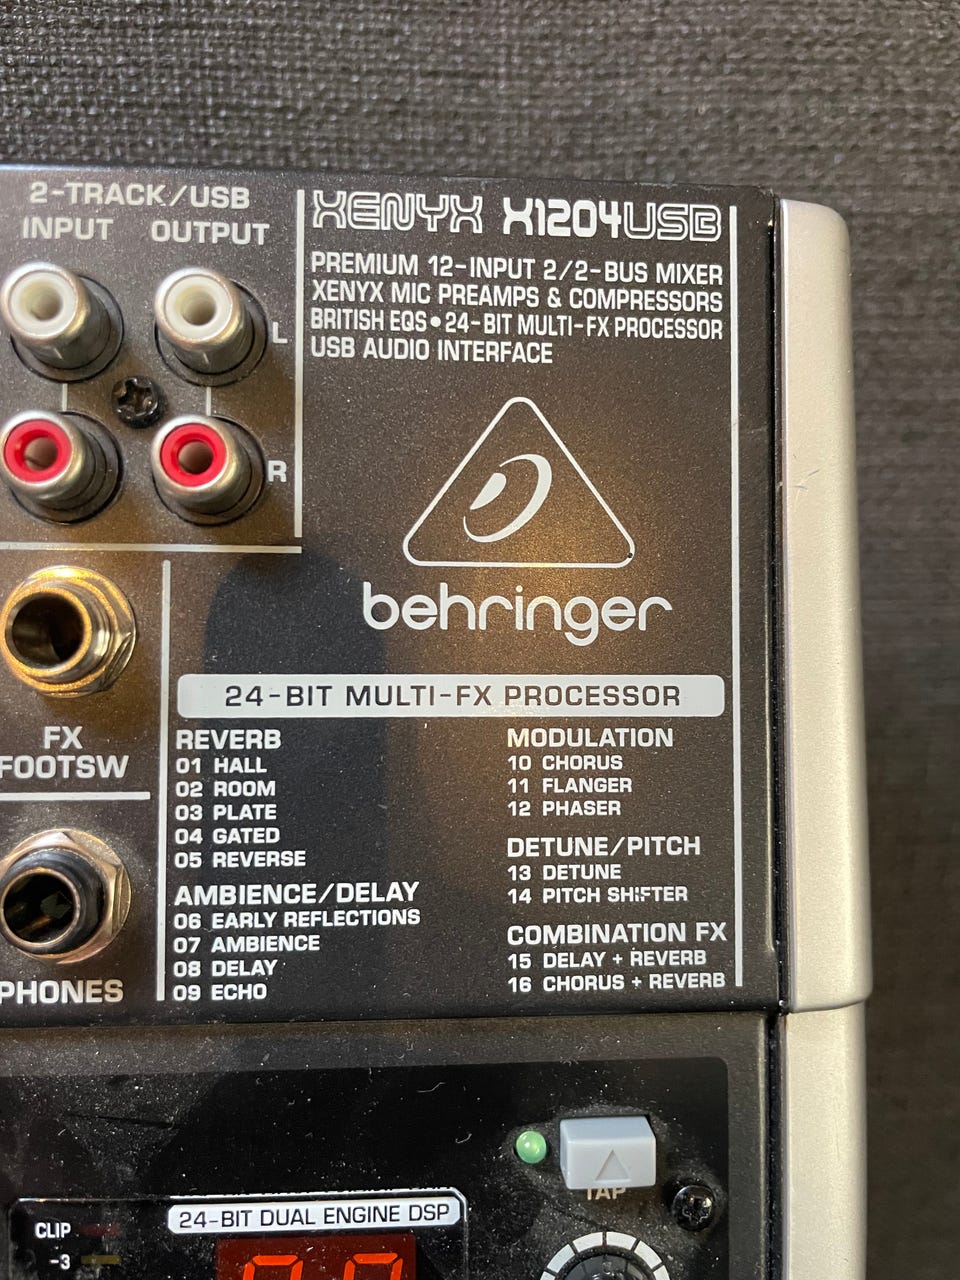 2-TRACK/USB
INPUT OUTPUT
L
R
XENYX X1204USB
PREMIUM 12-INPUT 2/2-BUS MIXER
XENYX MIC PREAMPS & COMPRESSORS
BRITISH EQS • 24-BIT MULTI-FX PROCESSOR
USB AUDIO INTERFACE
behringer
FX
FOOTSW
PHONES
24-BIT MULTI-FX PROCESSOR
REVERB
01 HALL
02 ROOM
03 PLATE
04 GATED
05 REVERSE
AMBIENCE/DELAY
06 EARLY REFLECTIONS
07 AMBIENCE
08 DELAY
09 ECHO
MODULATION
10 CHORUS
11 FLANGER
12 PHASER
DETUNE/PITCH
13 DETUNE
14 PITCH SHIFTER
COMBINATION FX
15 DELAY + REVERB
16 CHORUS + REVERB
TAP
24-BIT DUAL ENGINE DSP
CLIP
-3